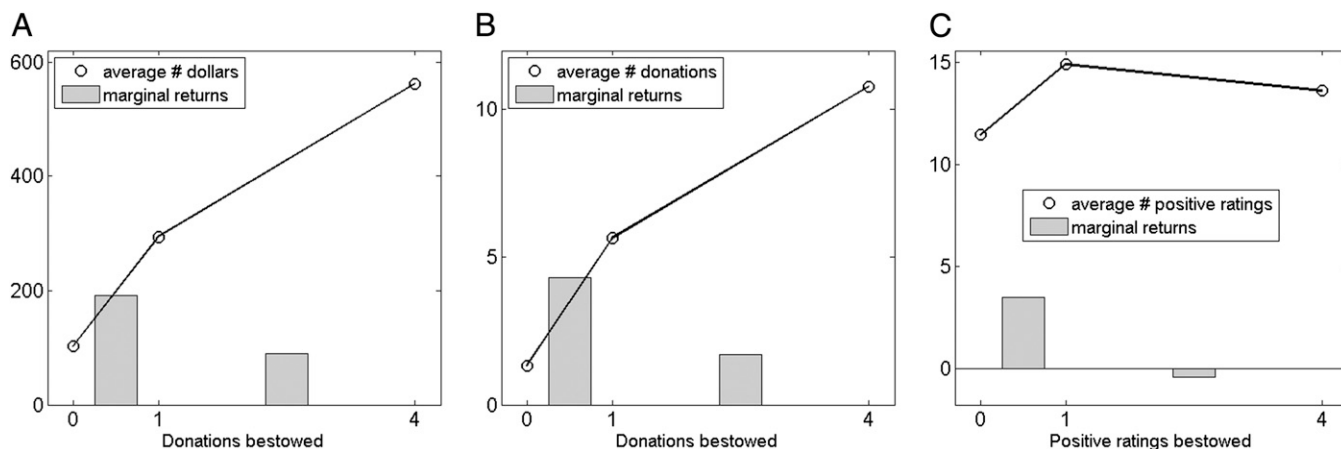 A
600
400
200
0
average # dollars
marginal returns
0 1 4
Donations bestowed
B
10
5
0
average # donations
marginal returns
0 1 4
Donations bestowed
C
15
10
5
0
average # positive ratings
marginal returns
0 1 4
Positive ratings bestowed